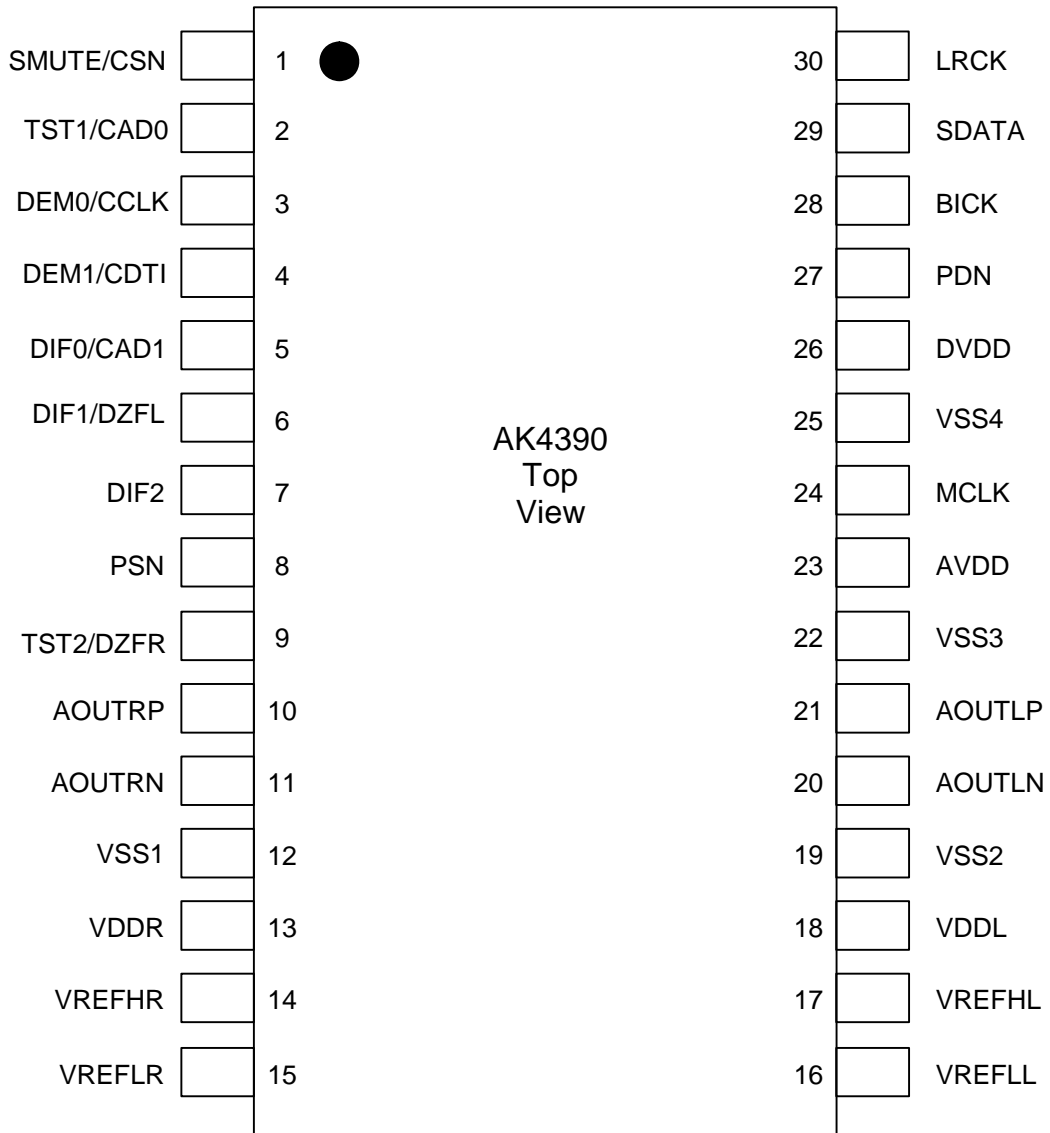 SMUTE/CSN 1 30 LRCK
TST1/CAD0 2 29 SDATA
DEM0/CCLK 3 28 BICK
DEM1/CDTI 4 27 PDN
DIF0/CAD1 5 26 DVDD
DIF1/DZFL 6 25 VSS4
AK4390
Top
View
DIF2 7 24 MCLK
PSN 8 23 AVDD
TST2/DZFR 9 22 VSS3
AOUTRP 10 21 AOUTLP
AOUTRN 11 20 AOUTLN
VSS1 12 19 VSS2
VDDR 13 18 VDDL
VREFHR 14 17 VREFHL
VREFLR 15 16 VREFLL